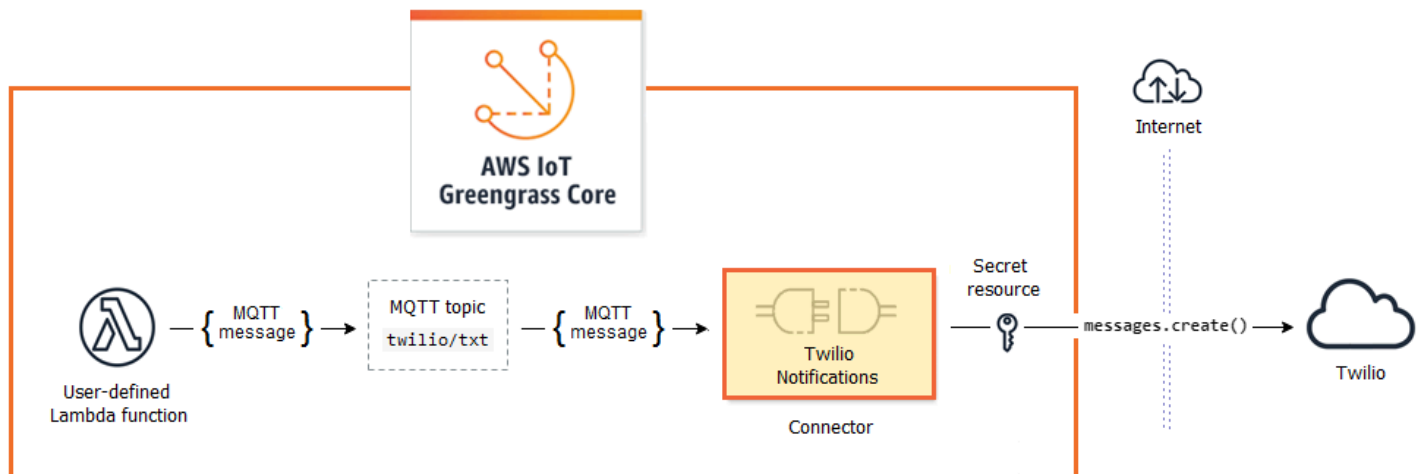 AWS IoT
Greengrass Core
Internet
User-defined
Lambda function
{ MQTT
message }
MQTT topic
twilio/txt
{ MQTT
message }
Twilio
Notifications
Connector
Secret
resource
messages.create()
Twilio